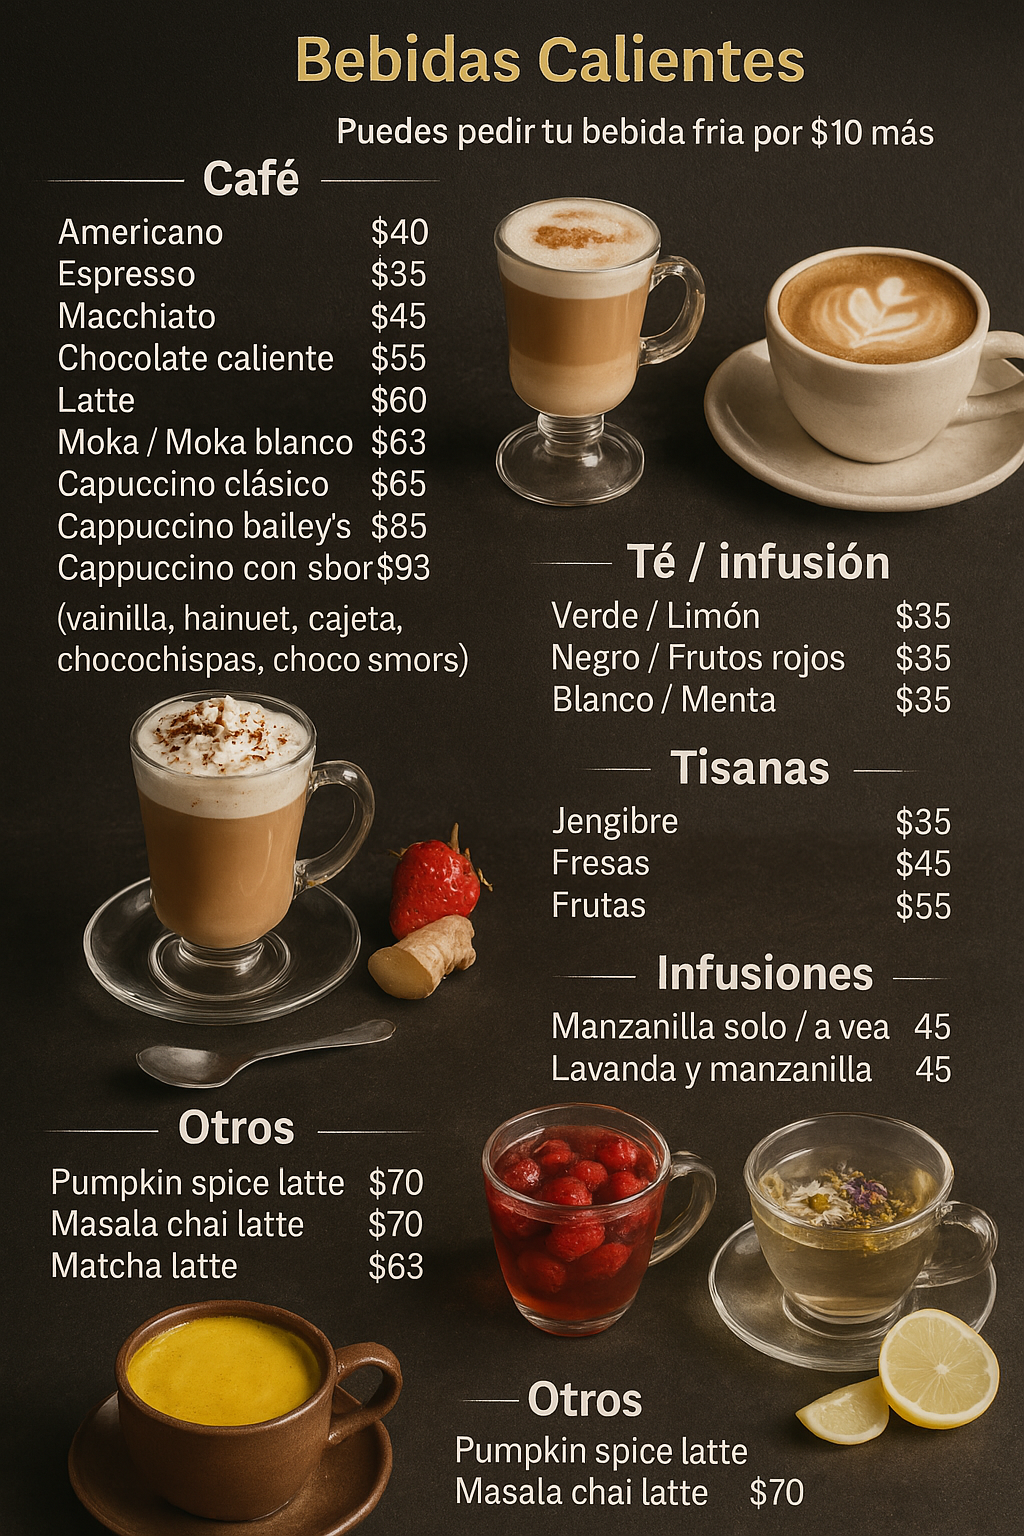 Bebidas Calientes
Puedes pedir tu bebida fria por $10 más
Café
Americano $40
Espresso $35
Macchiato $45
Chocolate caliente $55
Latte $60
Moka / Moka blanco $63
Capuccino clásico $65
Cappuccino bailey's $85
Cappuccino con sbor $93
(vainilla, hainuet, cajeta,
chocochispas, choco smors)
Té / infusión
Verde / Limón $35
Negro / Frutos rojos $35
Blanco / Menta $35
Tisanas
Jengibre $35
Fresas $45
Frutas $55
Infusiones
Manzanilla solo / a vea 45
Lavanda y manzanilla 45
Otros
Pumpkin spice latte $70
Masala chai latte $70
Matcha latte $63
Otros
Pumpkin spice latte
Masala chai latte $70